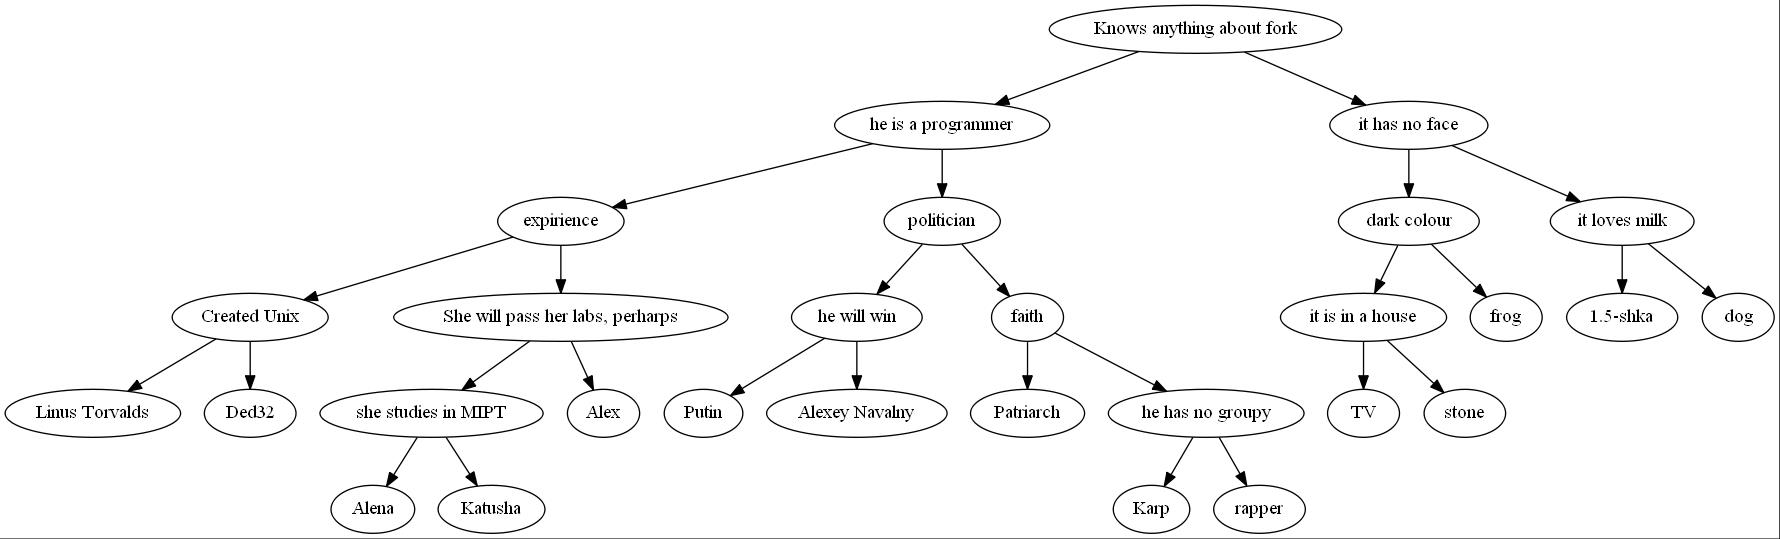 Knows anything about fork
he is a programmer
it has no face
expirience
politician
dark colour
it loves milk
Created Unix
She will pass her labs, perharps
he will win
faith
it is in a house
frog
1.5-shka
dog
Linus Torvalds
Ded32
she studies in MIPT
Alex
Putin
Alexey Navalny
Patriarch
he has no groupy
TV
stone
Alena
Katusha
Karp
rapper